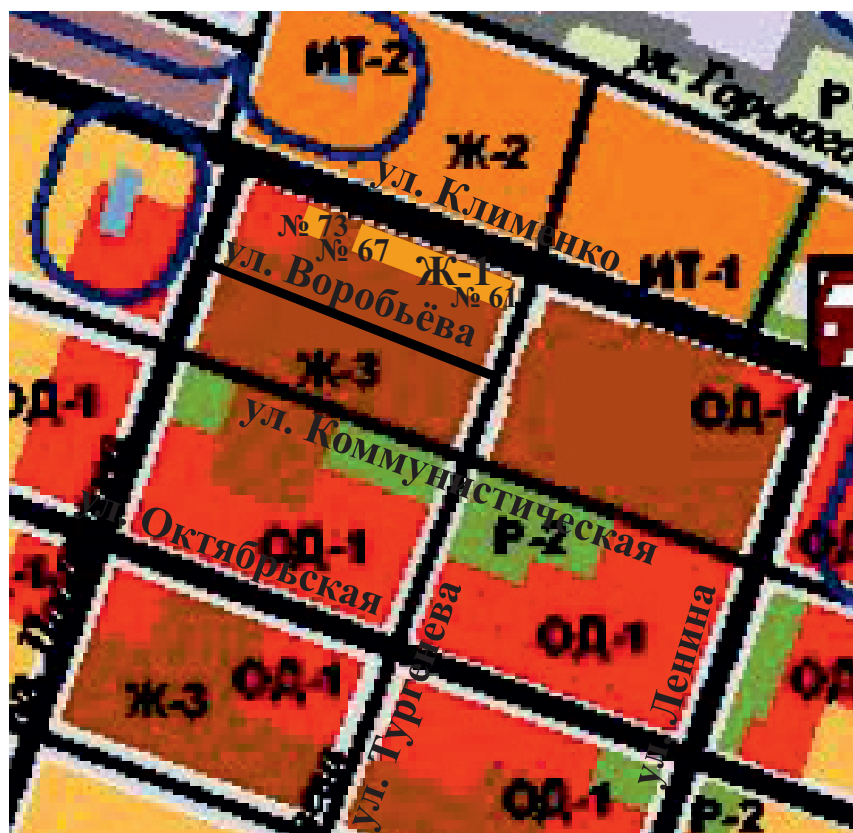 ИТ-2
ул. Горького
Р
Ж-2
ул. Клименко
№ 73
№ 67
Ж-1
ИТ-1
№ 61
ул. Воробьёва
Ж-3
ОД-1
ОД-1
ул. Коммунистическая
ул. Октябрьская
ОД-1
Р-2
ул. Тургенева
ОД-1
ул. Ленина
Ж-3
ОД-1
ОД-1
Р-2